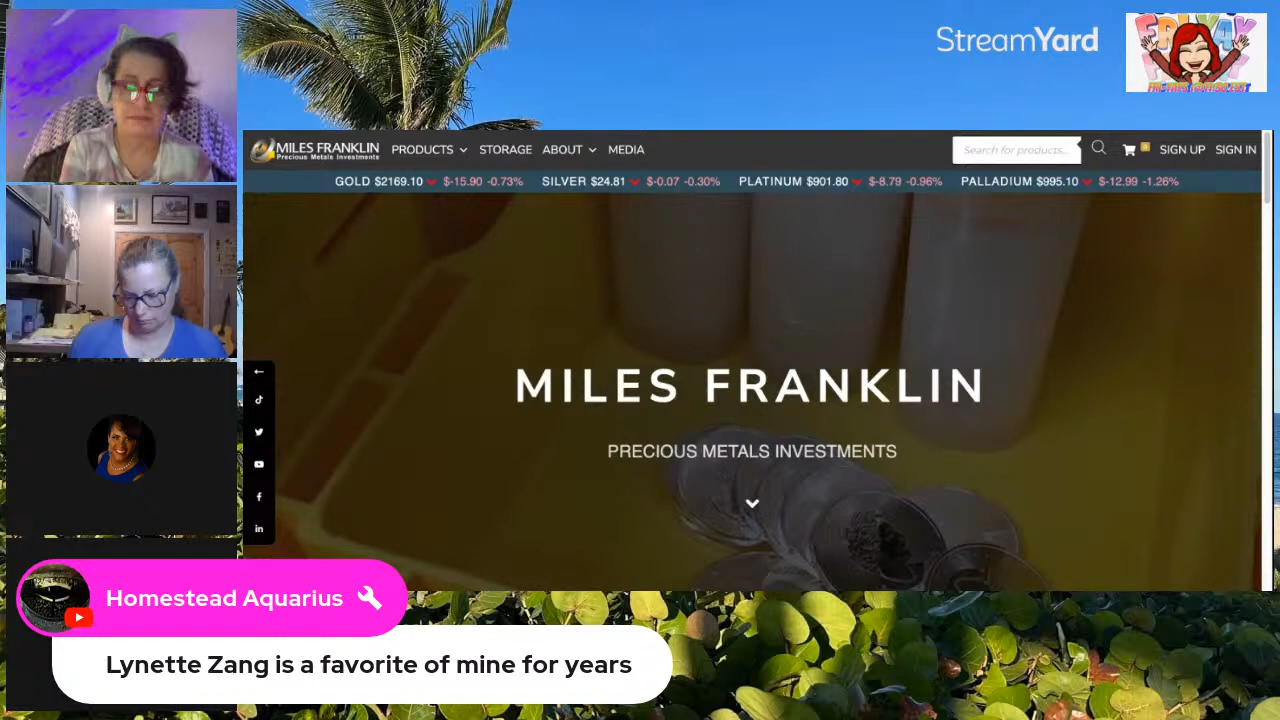 StreamYard
MILES FRANKLIN
Precious Metals Investments
PRODUCTS STORAGE ABOUT MEDIA
Search for products...
0
SIGN UP SIGN IN
GOLD $2169.10 $-15.90 -0.73% SILVER $24.81 $-0.07 -0.30% PLATINUM $901.80 $-8.79 -0.96% PALLADIUM $995.10 $-12.99 -1.26%
MILES FRANKLIN
PRECIOUS METALS INVESTMENTS
Homestead Aquarius
Lynette Zang is a favorite of mine for years